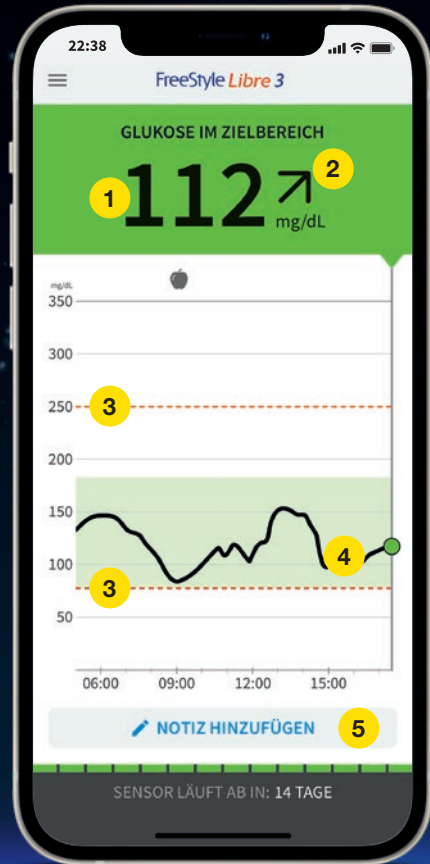 22:38
FreeStyle Libre 3
GLUKOSE IM ZIELBEREICH
1
112
2
mg/dL
mg/dL
350
300
250
3
200
150
100
4
3
50
06:00 09:00 12:00 15:00
NOTIZ HINZUFÜGEN
5
SENSOR LÄUFT AB IN: 14 TAGE